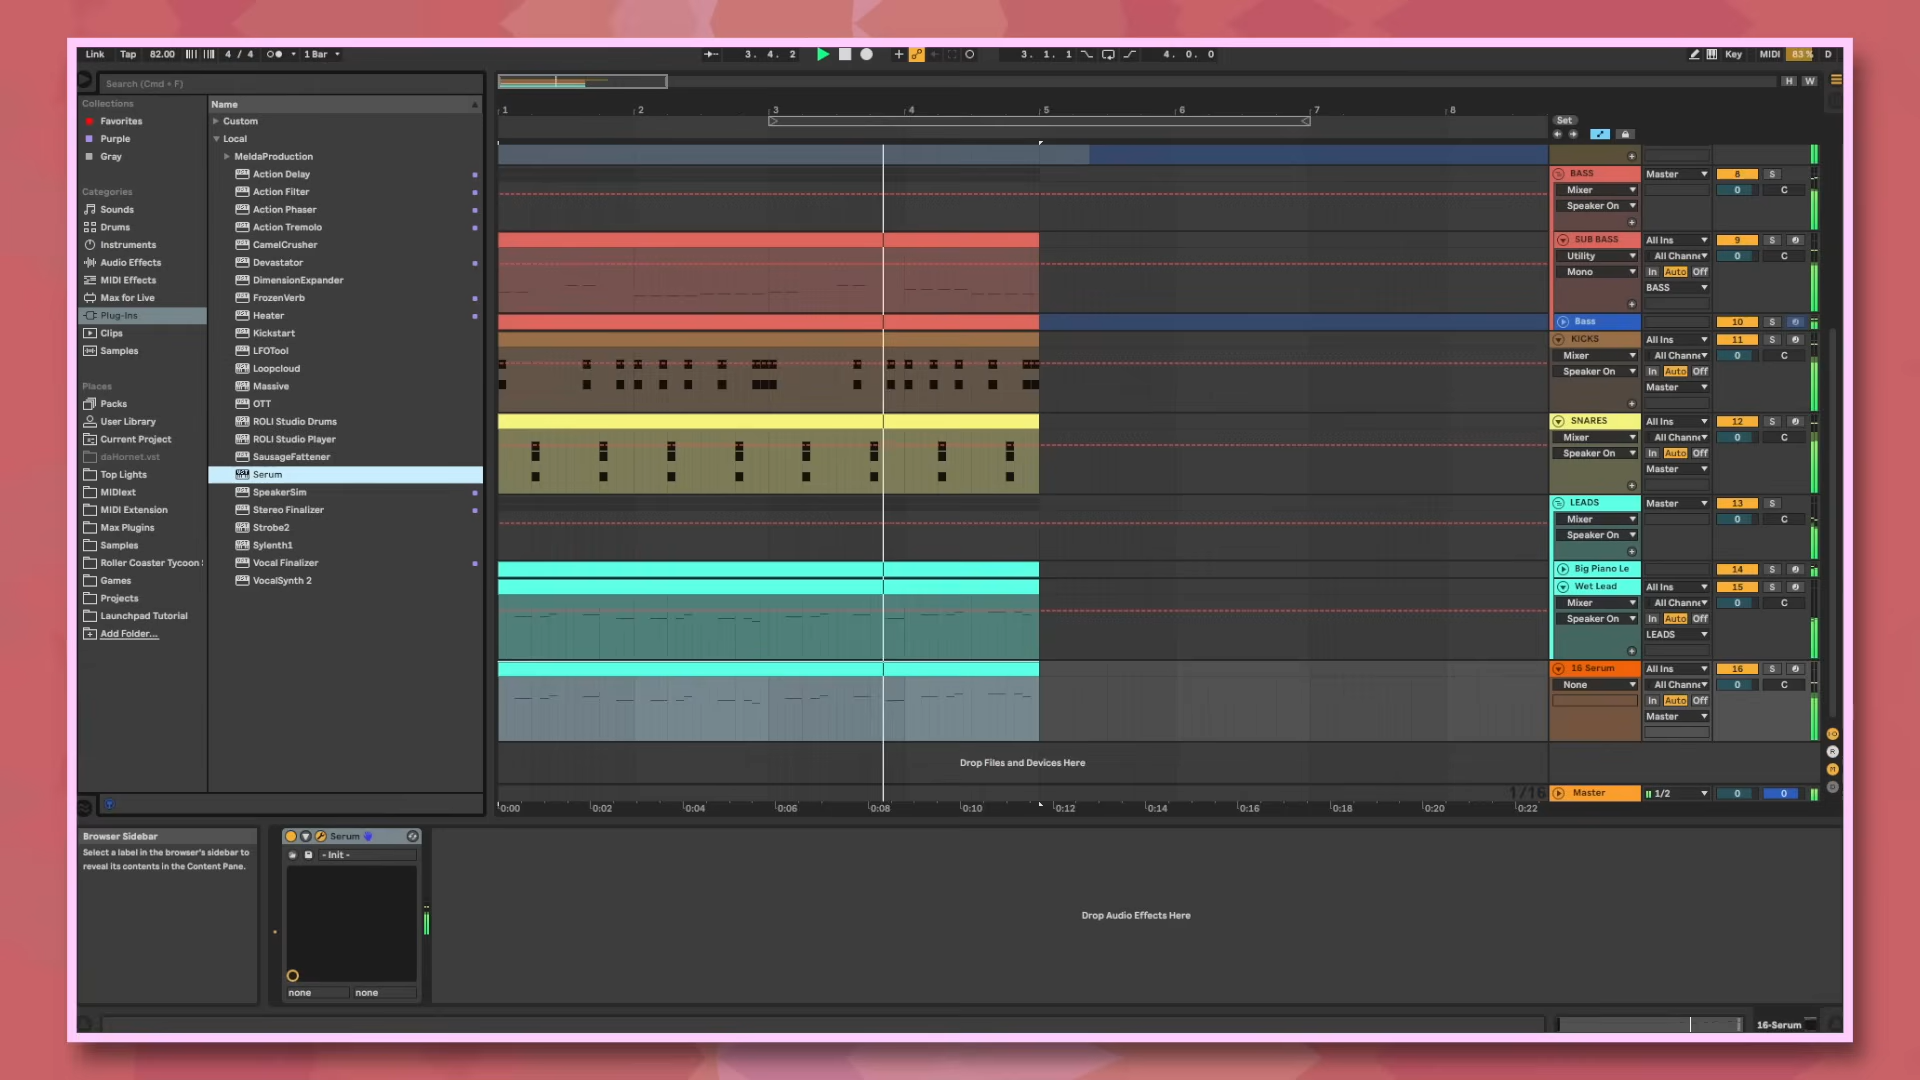 Link Tap 82.00 4 / 4 1 Bar 3. 4. 2 3. 1. 1 4. 0. 0 Key MIDI 83 % D
Search (Cmd + F) H W
Collections
Favorites
Purple
Gray
Categories
Sounds
Drums
Instruments
Audio Effects
MIDI Effects
Max for Live
Plug-Ins
Clips
Samples
Places
Packs
User Library
Current Project
daHornet.vst
Top Lights
MIDIext
MIDI Extension
Max Plugins
Samples
Roller Coaster Tycoon
Games
Projects
Launchpad Tutorial
Add Folder...
Name
Custom
Local
MeldaProduction
Action Delay
Action Filter
Action Phaser
Action Tremolo
CamelCrusher
Devastator
DimensionExpander
FrozenVerb
Heater
Kickstart
LFOTool
Loopcloud
Massive
OTT
ROLI Studio Drums
ROLI Studio Player
SausageFattener
Serum
SpeakerSim
Stereo Finalizer
Strobe2
Sylenth1
Vocal Finalizer
VocalSynth 2
1 2 3 4 5 6 7 8
Set
BASS Master 8 S
Mixer 0 C
Speaker On
SUB BASS All Ins 9 S
Utility All Channe 0 C
Mono In Auto Off
BASS
Bass 10 S
KICKS All Ins 11 S
Mixer All Channe 0 C
Speaker On In Auto Off
Master
SNARES All Ins 12 S
Mixer All Channe 0 C
Speaker On In Auto Off
Master
LEADS Master 13 S
Mixer 0 C
Speaker On
Big Piano Le 14 S
Wet Lead All Ins 15 S
Mixer All Channe 0 C
Speaker On In Auto Off
LEADS
16 Serum All Ins 16 S
None All Channe 0 C
In Auto Off
Master
Drop Files and Devices Here
1/16
Master 1/2 0 0
0:00 0:02 0:04 0:06 0:08 0:10 0:12 0:14 0:16 0:18 0:20 0:22
Browser Sidebar
Select a label in the browser's sidebar to
reveal its contents in the Content Pane.
Serum
- Init -
none none
Drop Audio Effects Here
16-Serum